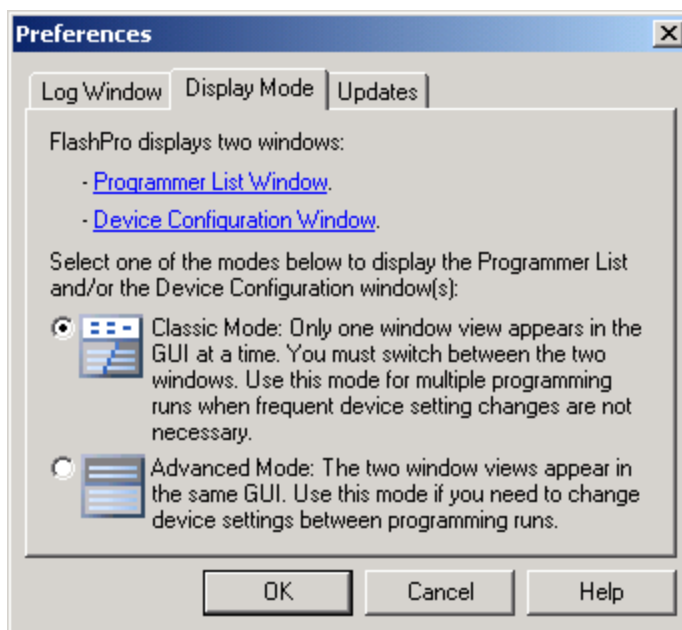 Preferences
Log Window
Display Mode
Updates
FlashPro displays two windows:
- Programmer List Window.
- Device Configuration Window.
Select one of the modes below to display the Programmer List
and/or the Device Configuration window(s):
Classic Mode: Only one window view appears in the
GUI at a time. You must switch between the two
windows. Use this mode for multiple programming
runs when frequent device setting changes are not
necessary.
Advanced Mode: The two window views appear in
the same GUI. Use this mode if you need to change
device settings between programming runs.
OK
Cancel
Help